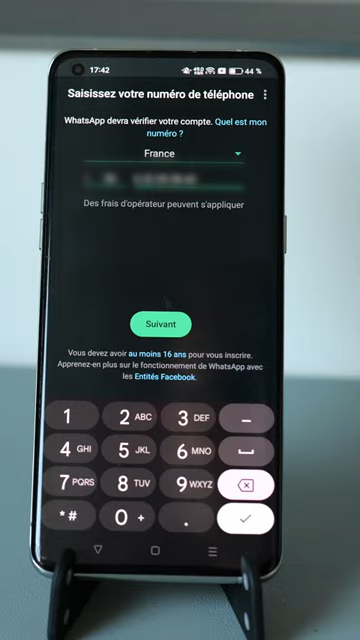 17:42
44 %
Saisissez votre numéro de téléphone
WhatsApp devra vérifier votre compte. Quel est mon
numéro ?
France
Des frais d'opérateur peuvent s'appliquer
Suivant
Vous devez avoir au moins 16 ans pour vous inscrire.
Apprenez-en plus sur le fonctionnement de WhatsApp avec
les Entités Facebook.
1 2 ABC 3 DEF –
4 GHI 5 JKL 6 MNO
7 PQRS 8 TUV 9 WXYZ
*# 0 + .